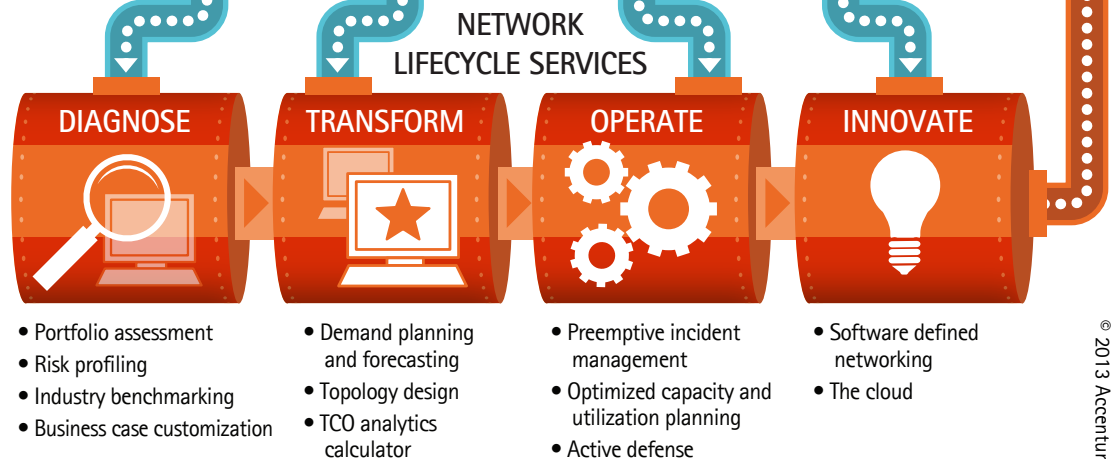 NETWORK
LIFECYCLE SERVICES
DIAGNOSE
TRANSFORM
OPERATE
INNOVATE
• Portfolio assessment
• Risk profiling
• Industry benchmarking
• Business case customization
• Demand planning
and forecasting
• Topology design
• TCO analytics
calculator
• Preemptive incident
management
• Optimized capacity and
utilization planning
• Active defense
• Software defined
networking
• The cloud
© 2013 Accentur